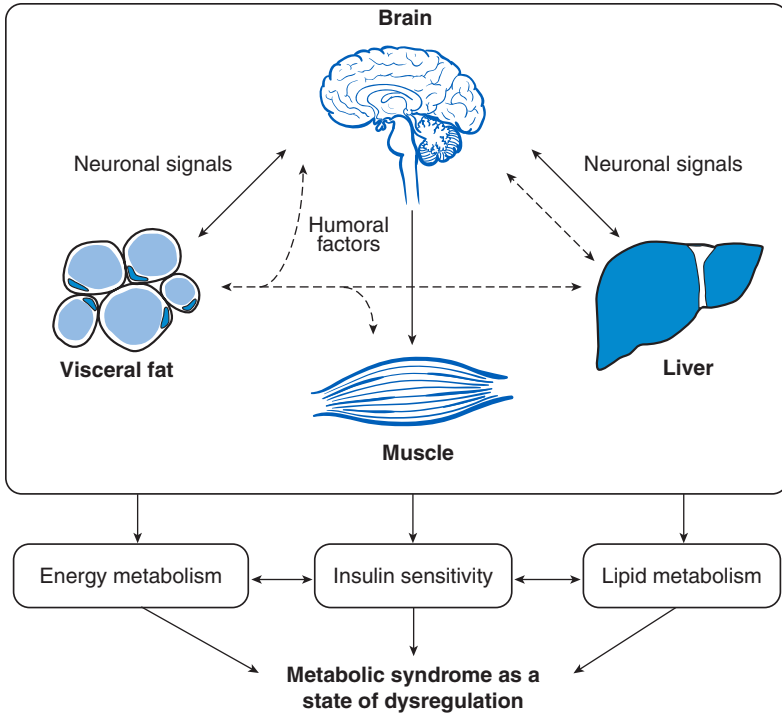 Brain
Neuronal signals
Neuronal signals
Humoral
factors
Visceral fat
Liver
Muscle
Energy metabolism
Insulin sensitivity
Lipid metabolism
Metabolic syndrome as a
state of dysregulation